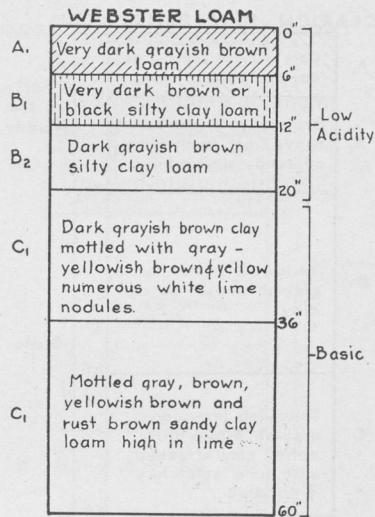 WEBSTER LOAM
0"
A₁
Very dark grayish brown
loam
6"
B₁
Very dark brown or
black silty clay loam
12"
Low
Acidity
B₂
Dark grayish brown
silty clay loam
20"
C₁
Dark grayish brown clay
mottled with gray -
yellowish brown & yellow
numerous white lime
nodules.
36"
Basic
C₁
Mottled gray, brown,
yellowish brown and
rust brown sandy clay
loam high in lime
60"